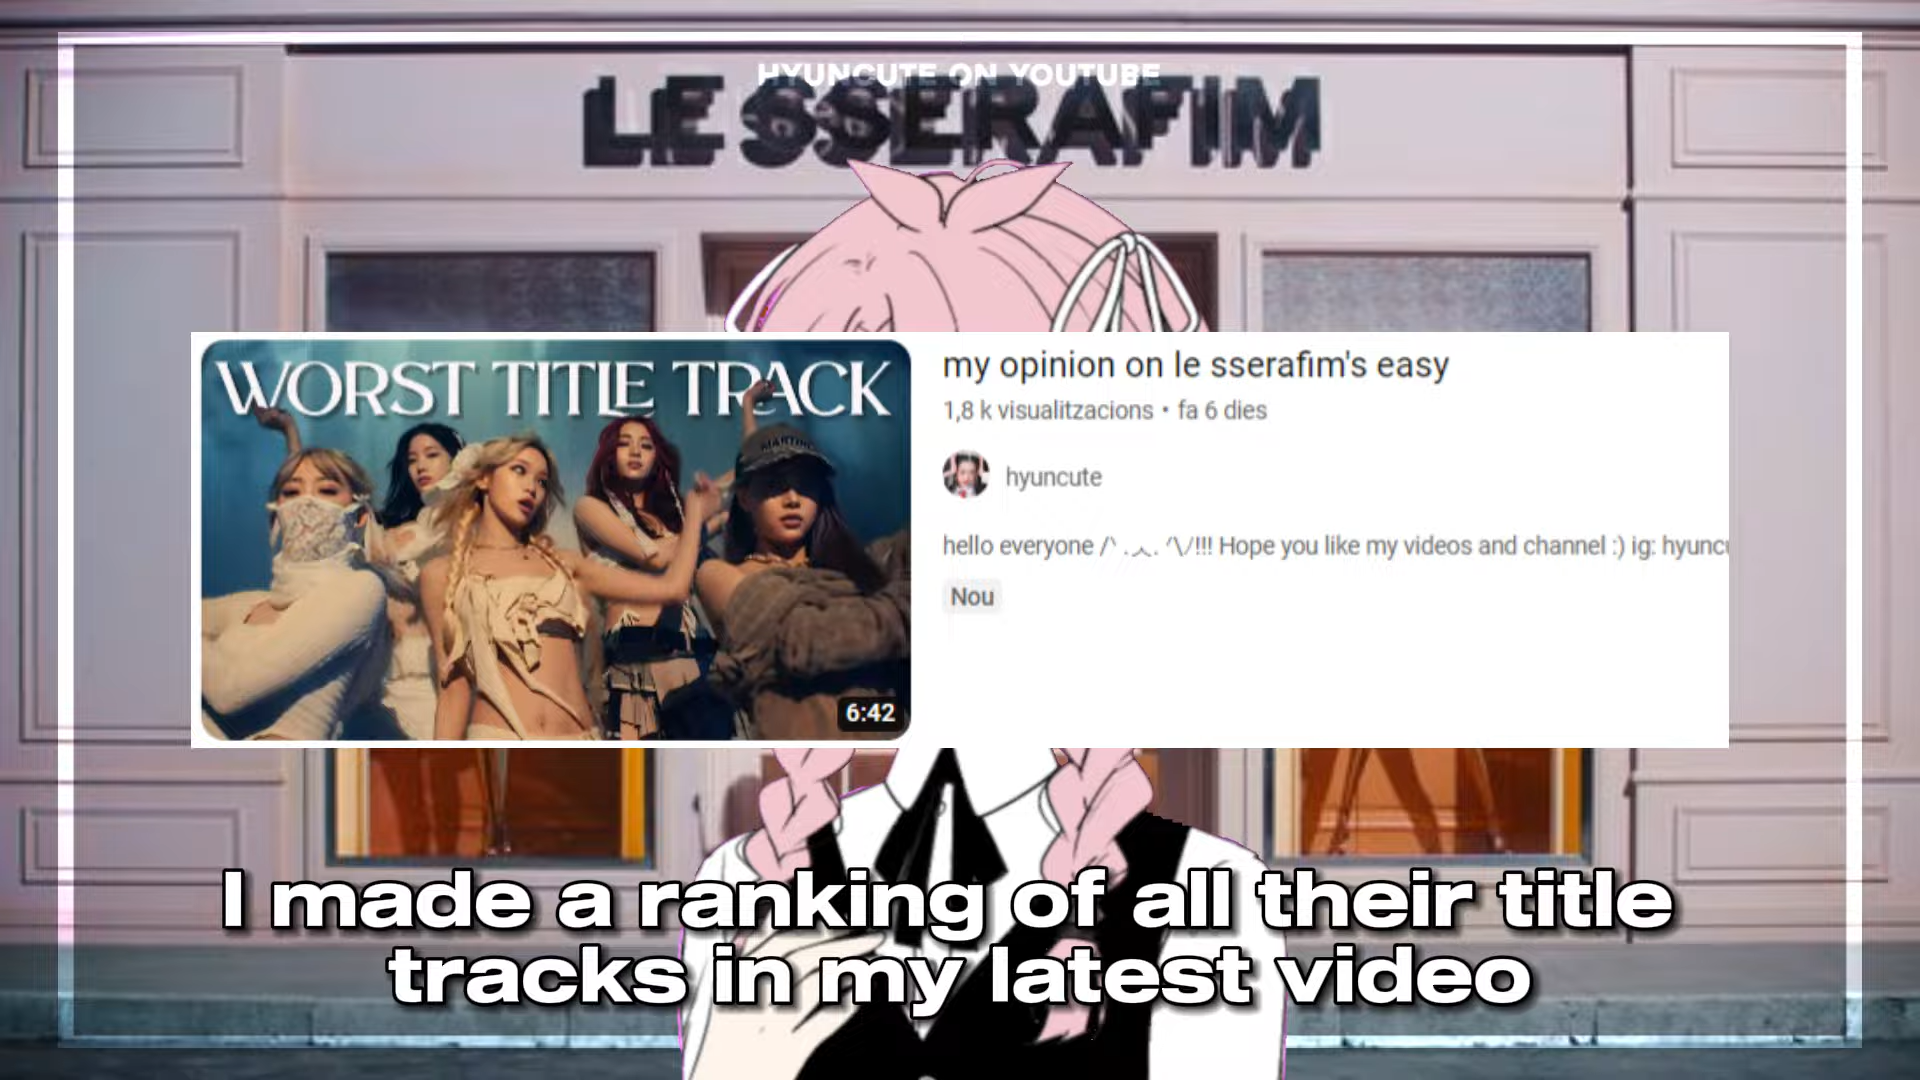 HYUNCUTE ON YOUTUBE
LE SSERAFIM
WORST TITLE TRACK
MARTINE
6:42
my opinion on le sserafim's easy
1,8 k visualitzacions • fa 6 dies
hyuncute
hello everyone /ˋ .ㅅ. ˊ\/!!! Hope you like my videos and channel :) ig: hyuncu
Nou
I made a ranking of all their title
tracks in my latest video